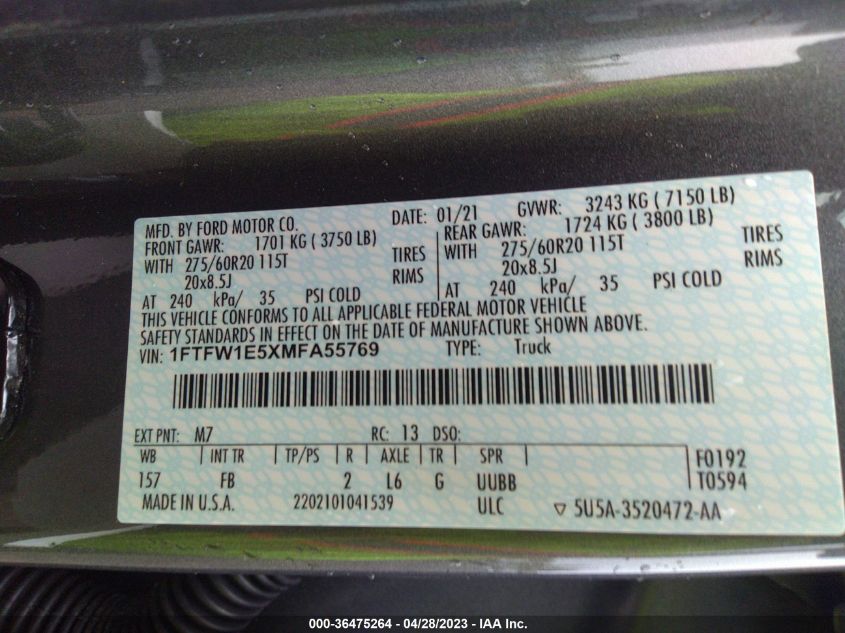 MFD. BY FORD MOTOR CO. DATE: 01/21 GVWR: 3243 KG ( 7150 LB)
FRONT GAWR: 1701 KG ( 3750 LB) REAR GAWR: 1724 KG ( 3800 LB)
WITH 275/60R20 115T TIRES WITH 275/60R20 115T TIRES
20x8.5J RIMS 20x8.5J RIMS
AT 240 kPa/ 35 PSI COLD AT 240 kPa/ 35 PSI COLD
THIS VEHICLE CONFORMS TO ALL APPLICABLE FEDERAL MOTOR VEHICLE
SAFETY STANDARDS IN EFFECT ON THE DATE OF MANUFACTURE SHOWN ABOVE.
VIN: 1FTFW1E5XMFA55769 TYPE: Truck
EXT PNT: M7 RC: 13 DSO:
WB INT TR TP/PS R AXLE TR SPR F0192
157 FB 2 L6 G UUBB T0594
MADE IN U.S.A. 2202101041539 ULC ▽ 5U5A-3520472-AA
000-36475264 - 04/28/2023 - IAA Inc.